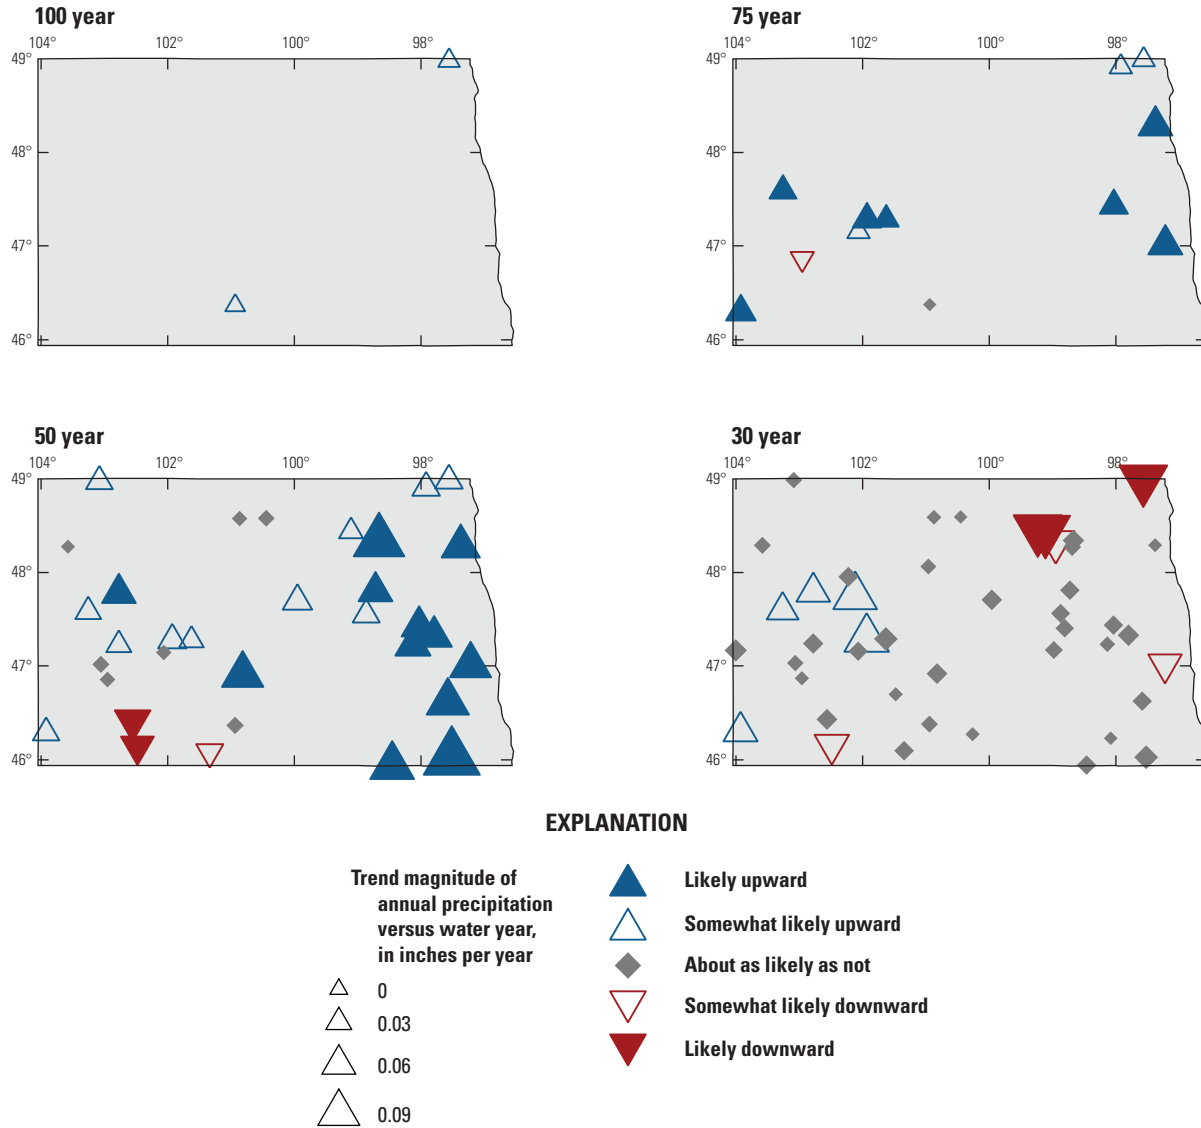 100 year
104° 102° 100° 98°
49°
48°
47°
46°
75 year
104° 102° 100° 98°
49°
48°
47°
46°
50 year
104° 102° 100° 98°
49°
48°
47°
46°
30 year
104° 102° 100° 98°
49°
48°
47°
46°
EXPLANATION
Trend magnitude of
annual precipitation
versus water year,
in inches per year
0
0.03
0.06
0.09
Likely upward
Somewhat likely upward
About as likely as not
Somewhat likely downward
Likely downward